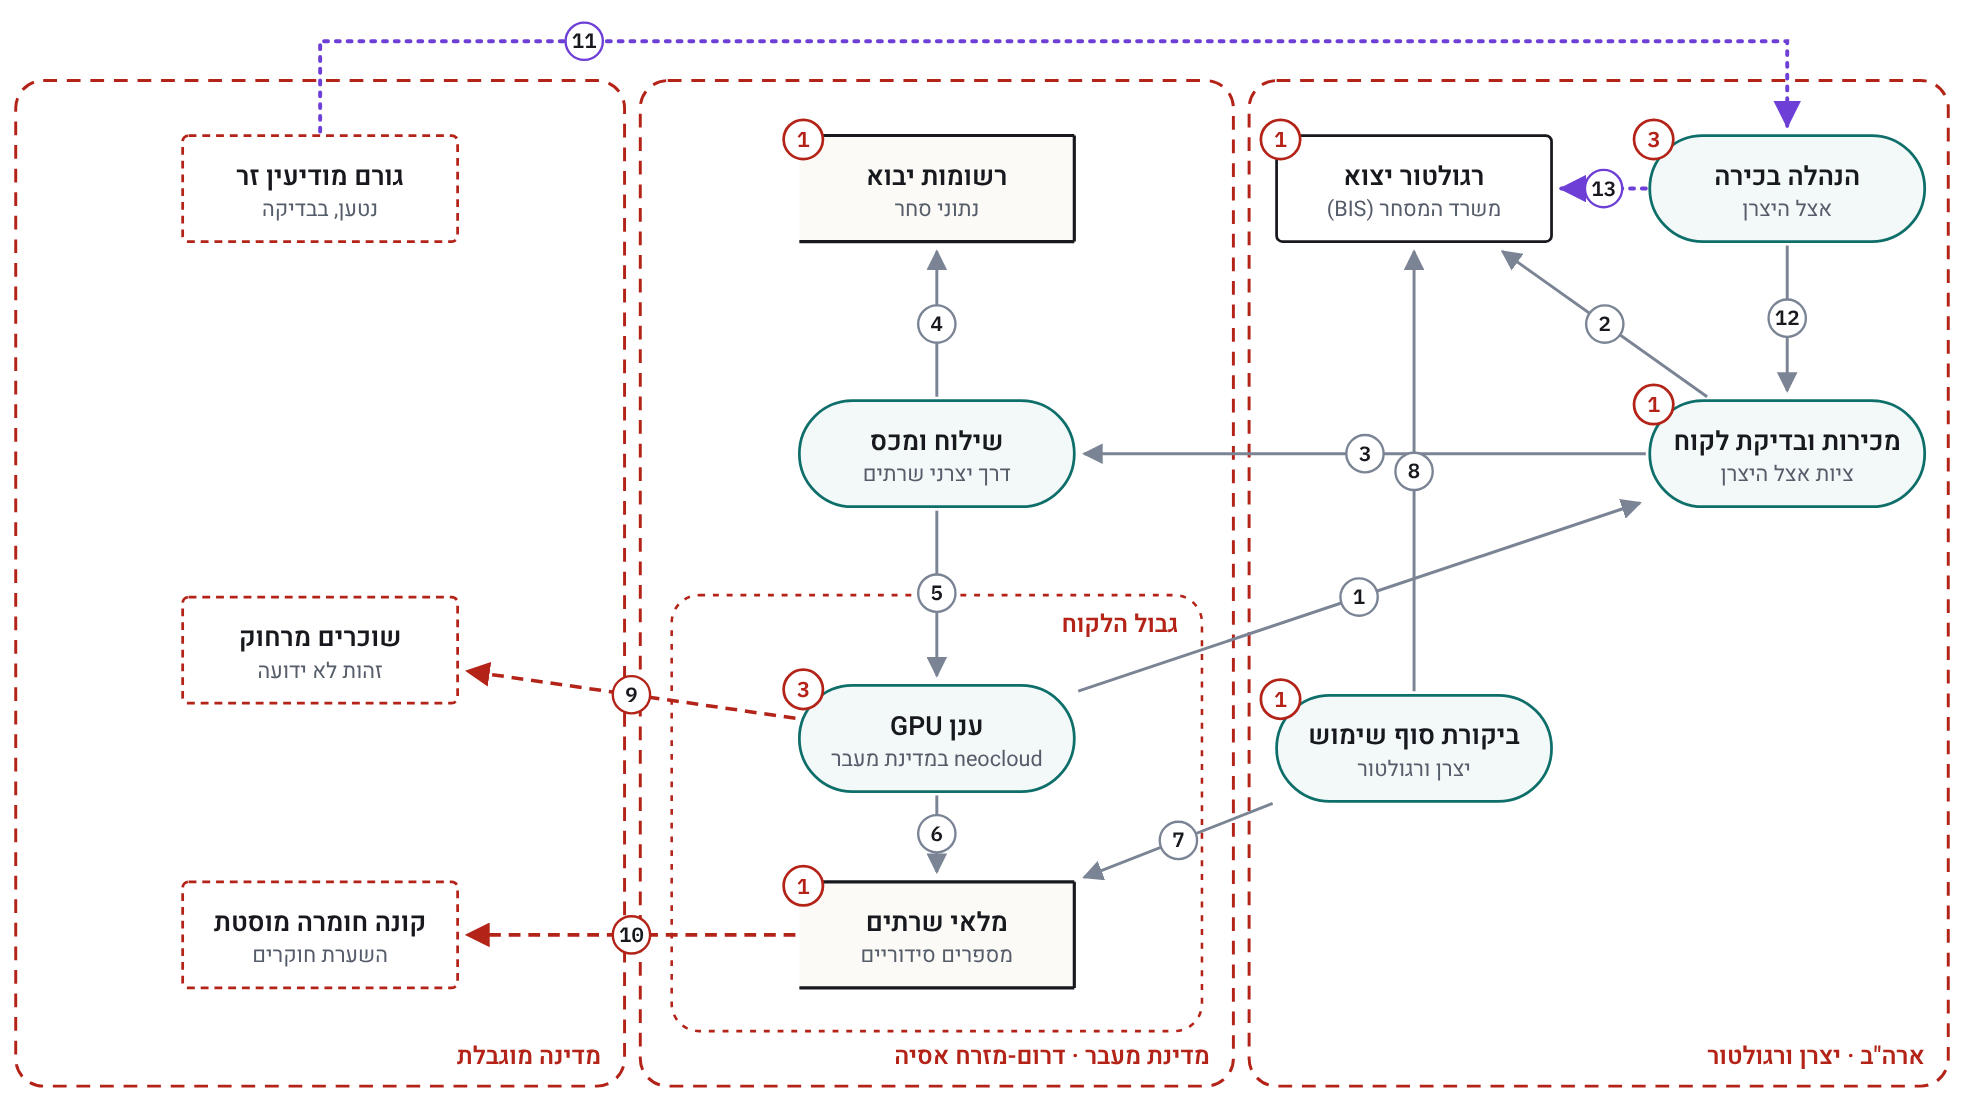 11
3
הנהלה בכירה
אצל היצרן
13
1
רגולטור יצוא
משרד המסחר (BIS)
1
רשומות יבוא
נתוני סחר
גורם מודיעין זר
נטען, בבדיקה
12
2
4
1
מכירות ובדיקת לקוח
ציות אצל היצרן
3
8
שילוח ומכס
דרך יצרני שרתים
1
5
גבול הלקוח
שוכרים מרחוק
זהות לא ידועה
9
1
ביקורת סוף שימוש
יצרן ורגולטור
3
ענן GPU
neocloud במדינת מעבר
7
6
1
מלאי שרתים
מספרים סידוריים
10
קונה חומרה מוסטת
השערת חוקרים
ארה"ב · יצרן ורגולטור
מדינת מעבר · דרום-מזרח אסיה
מדינה מוגבלת